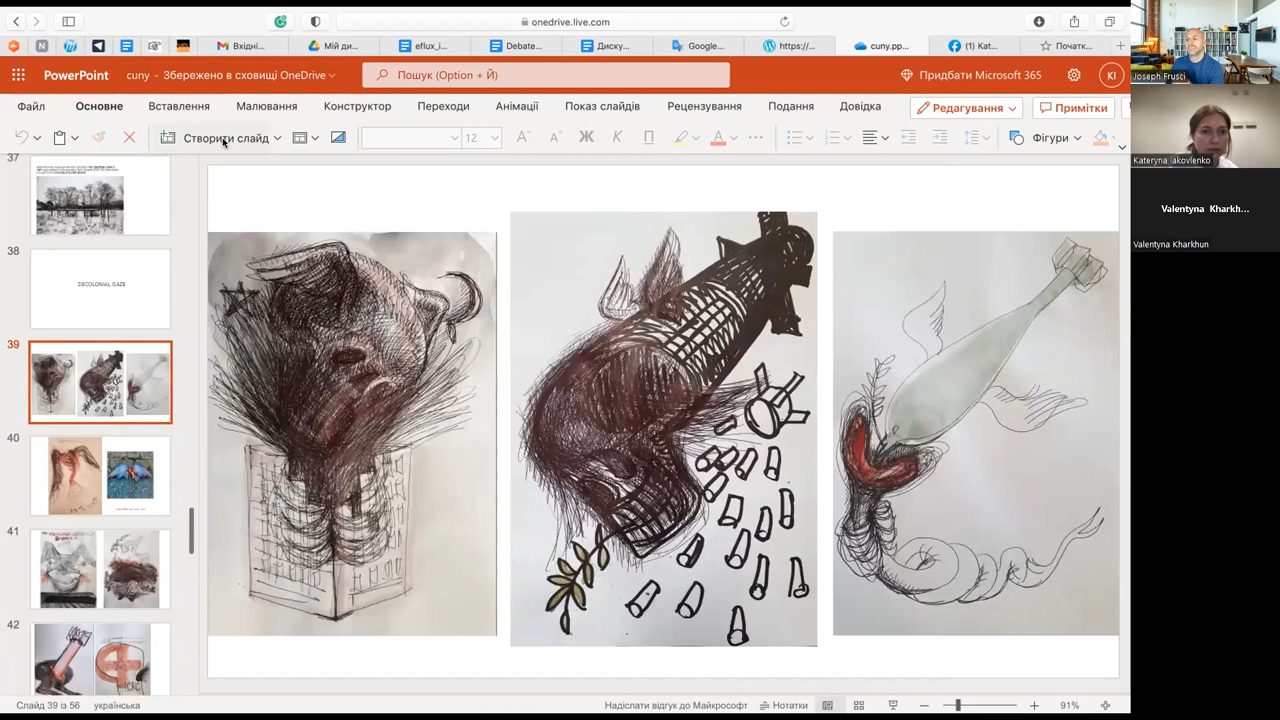 onedrive.live.com
Вхідні...
Мій ди...
eflux_i...
Debate...
Диску...
Google...
https://...
cuny.pp...
(1) Kat...
Початк...
PowerPoint
cuny - Збережено в сховищі OneDrive
Пошук (Option + Й)
Придбати Microsoft 365
KI
Файл
Основне
Вставлення
Малювання
Конструктор
Переходи
Анімації
Показ слайдів
Рецензування
Подання
Довідка
Редагування
Примітки
Створити слайд
12
Ж
К
П
Фігури
37
38
DECOLONIAL GAZE
39
40
41
42
Слайд 39 із 56
українська
Надіслати відгук до Майкрософт
Нотатки
91%
Joseph Frusci
Kateryna Iakovlenko
Valentyna Kharkh...
Valentyna Kharkhun